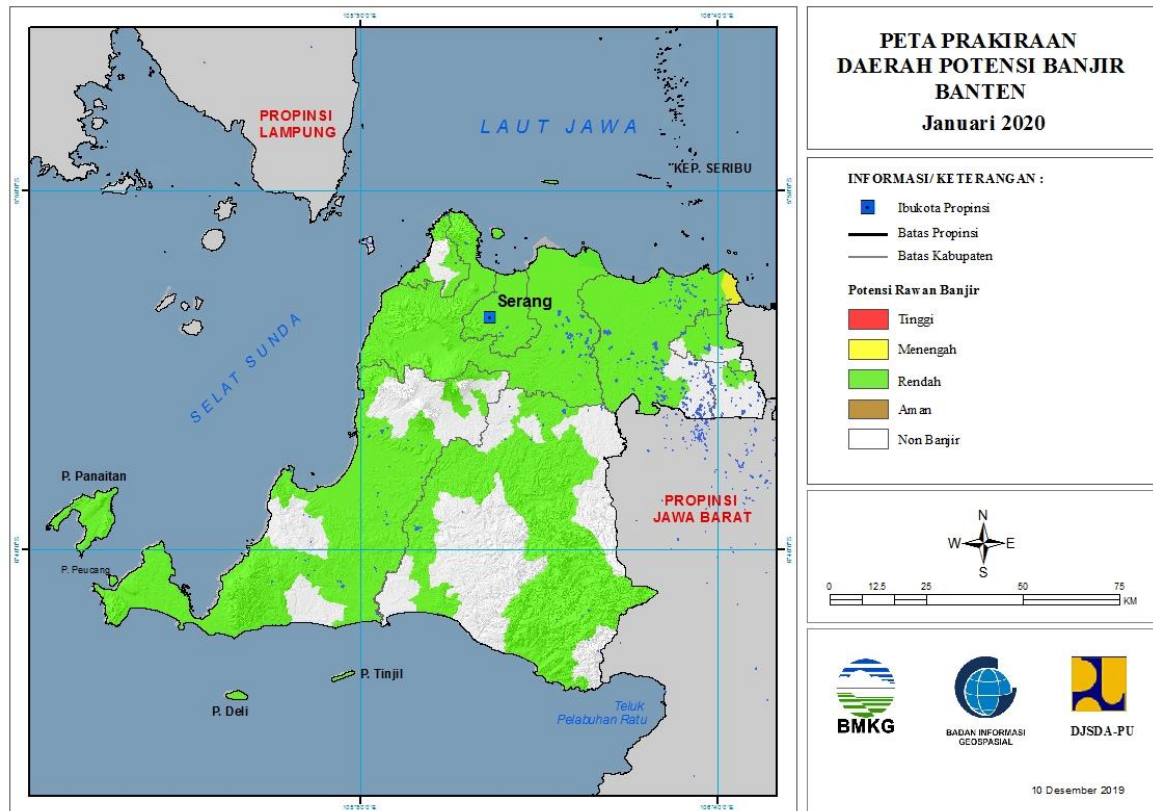 PETA PRAKIRAAN
DAERAH POTENSI BANJIR
BANTEN
Januari 2020
INFORMASI/ KETERANGAN :
Ibukota Propinsi
Batas Propinsi
Batas Kabupaten
Potensi Rawan Banjir
Tinggi
Menengah
Rendah
Aman
Non Banjir
N
W
E
S
0 12.5 25 50 75
KM
BMKG
BADAN INFORMASI
GEOSPASIAL
DJSDA-PU
10 Desember 2019
PROPINSI
LAMPUNG
LAUT JAWA
KEP. SERIBU
Serang
SELAT SUNDA
P. Panaitan
P. Peucang
PROPINSI
JAWA BARAT
P. Tinjil
P. Deli
Teluk
Pelabuhan Ratu